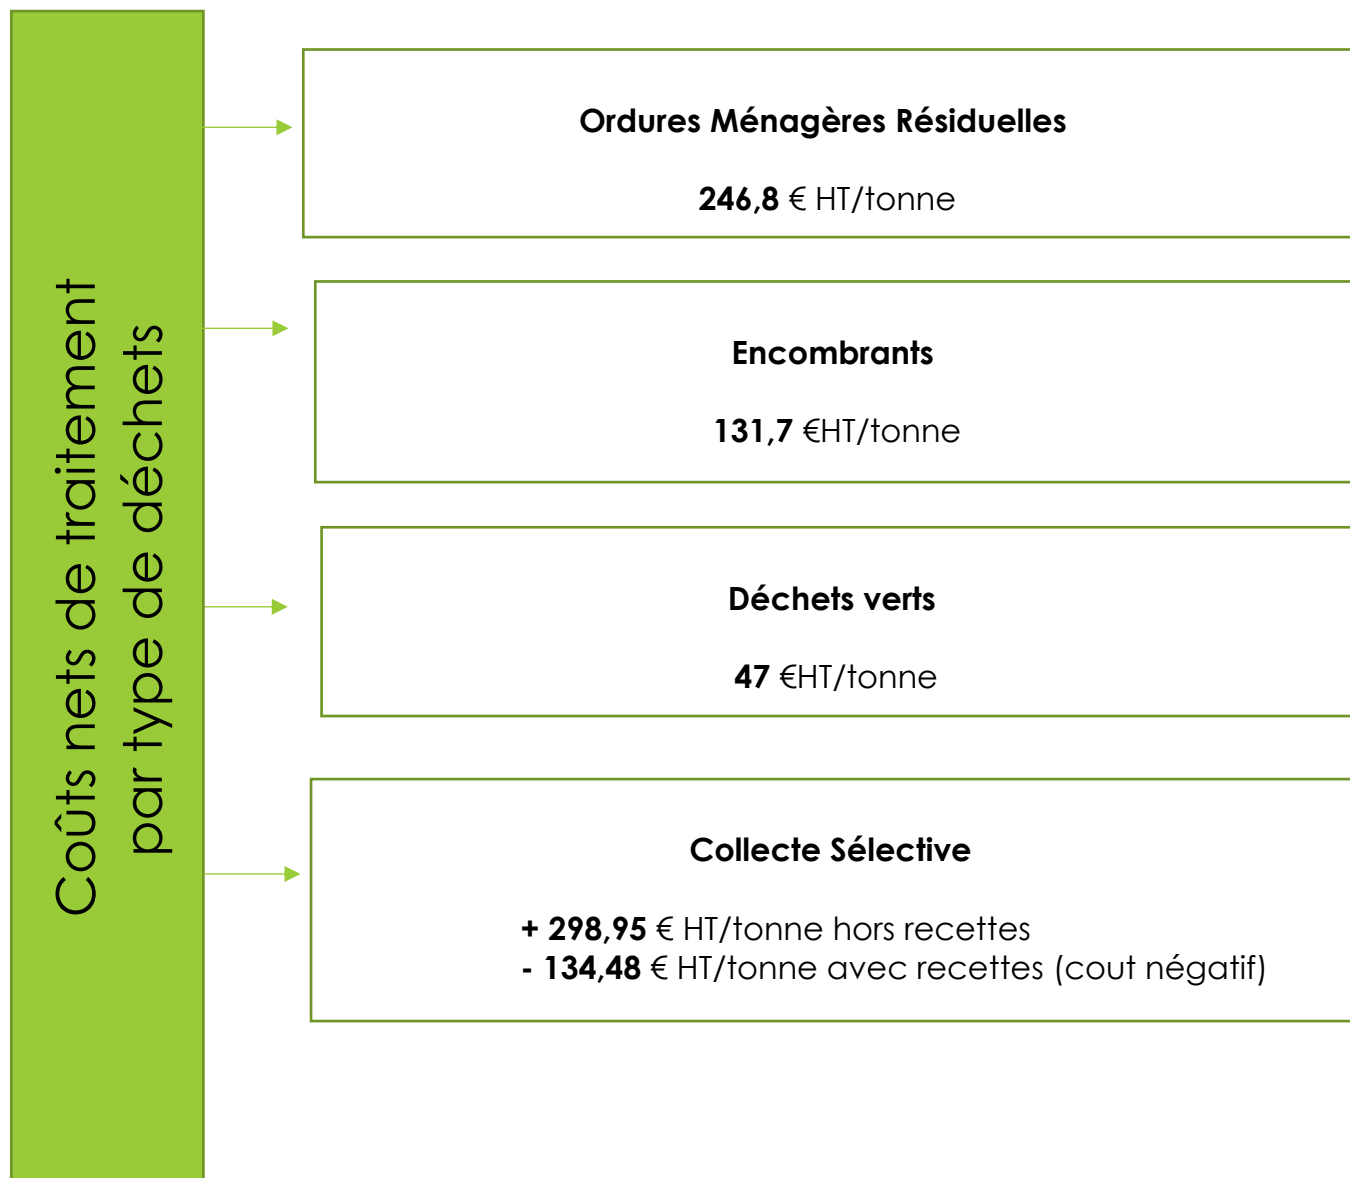 Coûts nets de traitement
par type de déchets
Ordures Ménagères Résiduelles
246,8 € HT/tonne
Encombrants
131,7 €HT/tonne
Déchets verts
47 €HT/tonne
Collecte Sélective
+ 298,95 € HT/tonne hors recettes
- 134,48 € HT/tonne avec recettes (cout négatif)